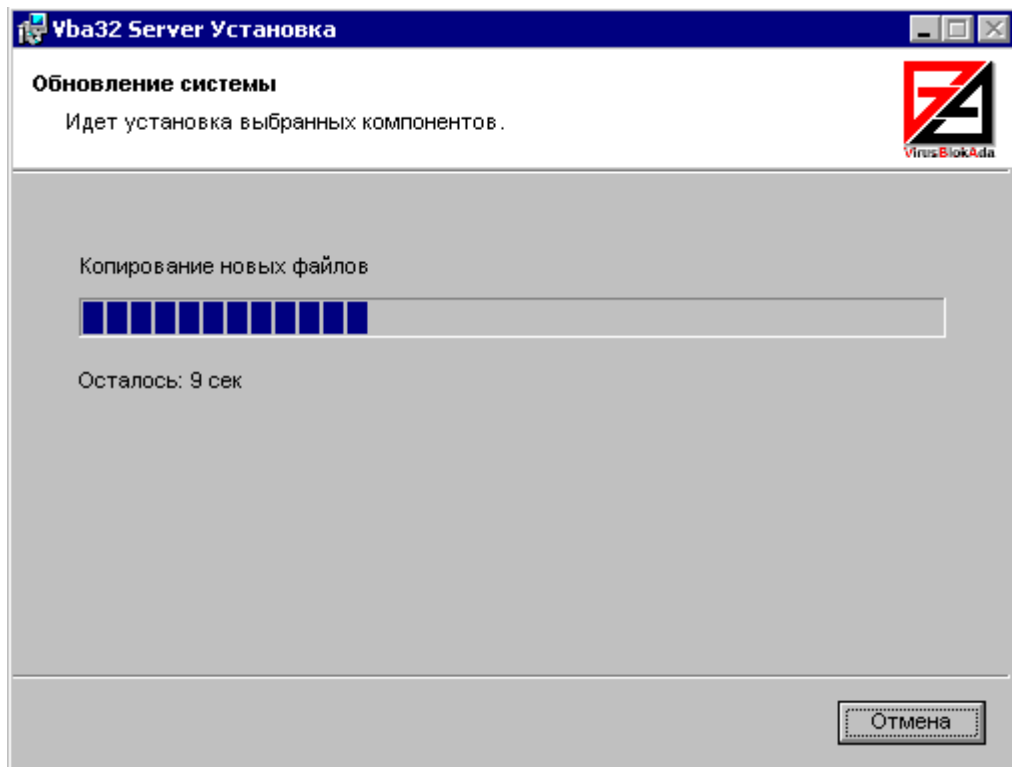 Vba32 Server Установка
Обновление системы
Идет установка выбранных компонентов.
VirusBlokAda
Копирование новых файлов
Осталось: 9 сек
Отмена